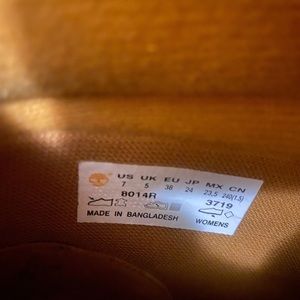 US UK EU JP MX CN
7 5 38 24 23,5 240(1.5)
8014R 3719
MADE IN BANGLADESH WOMENS